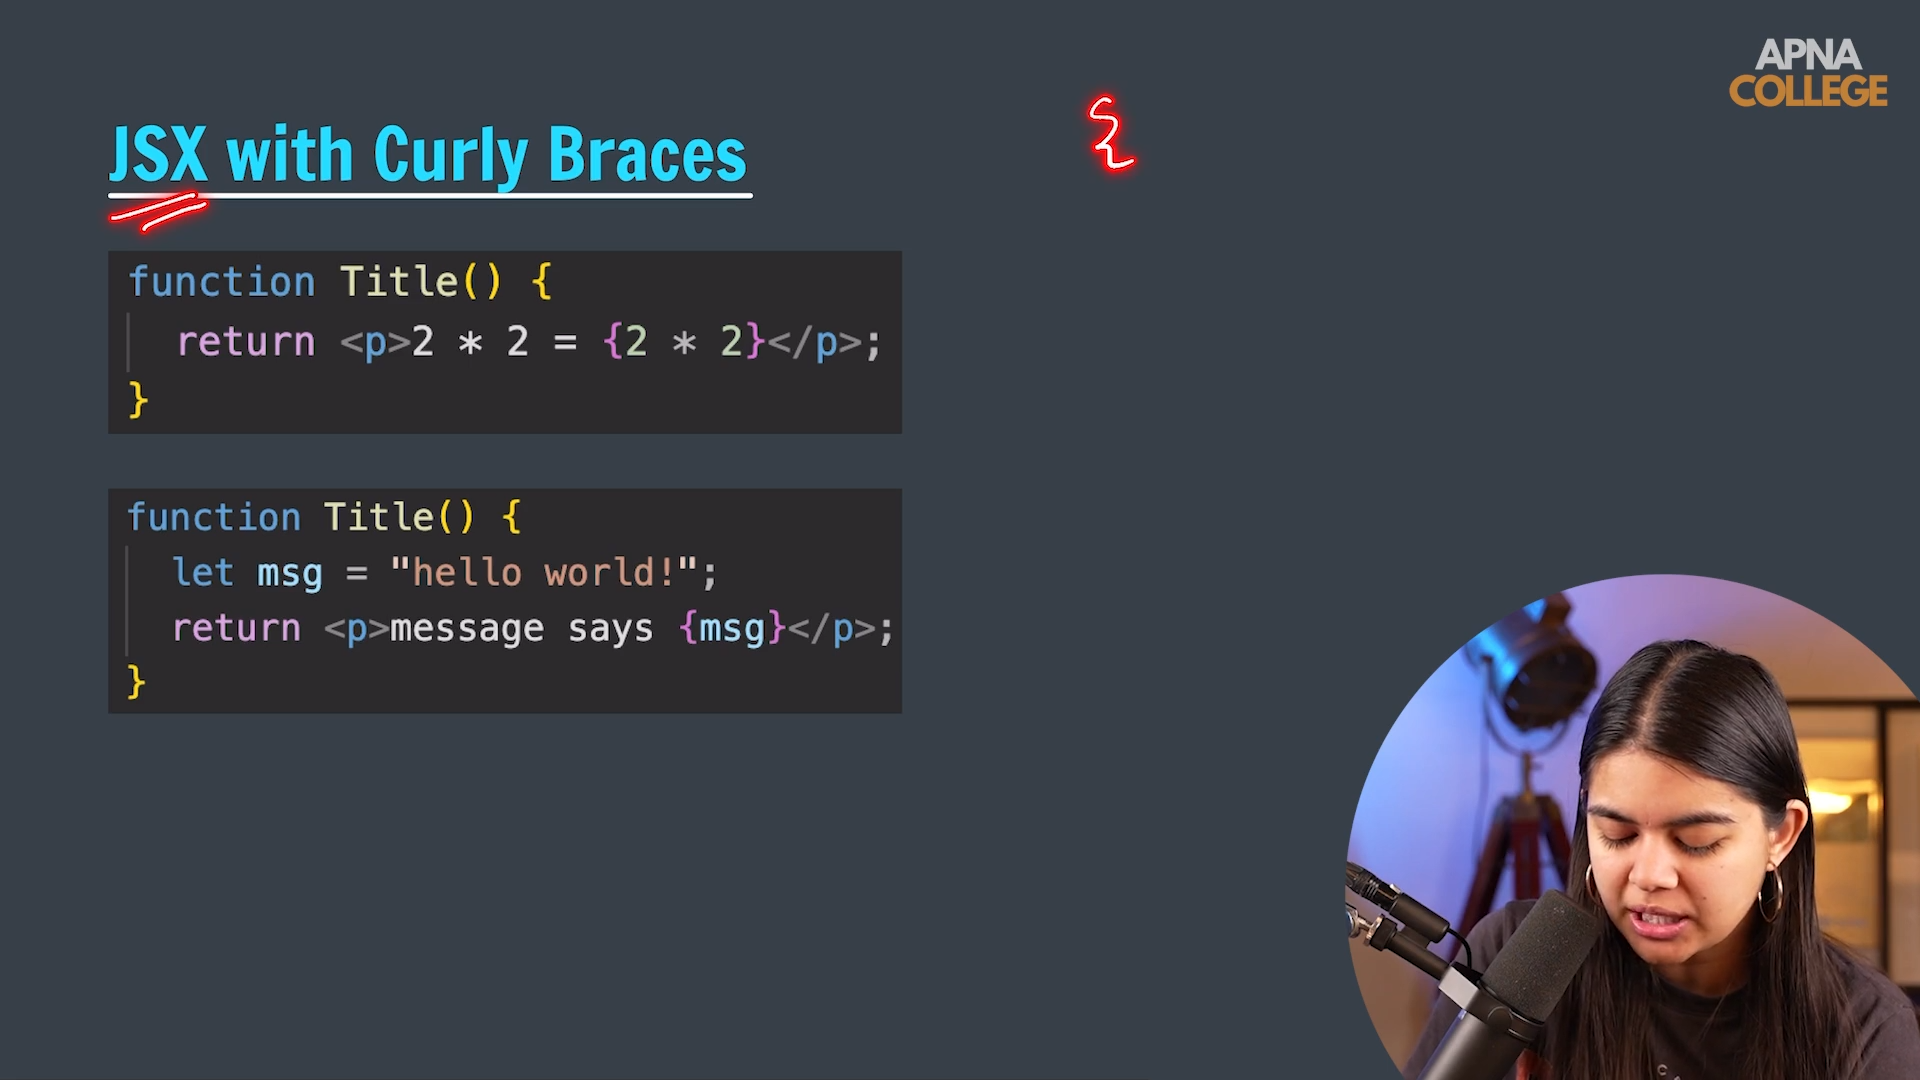 APNA
COLLEGE
JSX with Curly Braces
{
function Title() {
return <p>2 * 2 = {2 * 2}</p>;
}
function Title() {
let msg = "hello world!";
return <p>message says {msg}</p>;
}